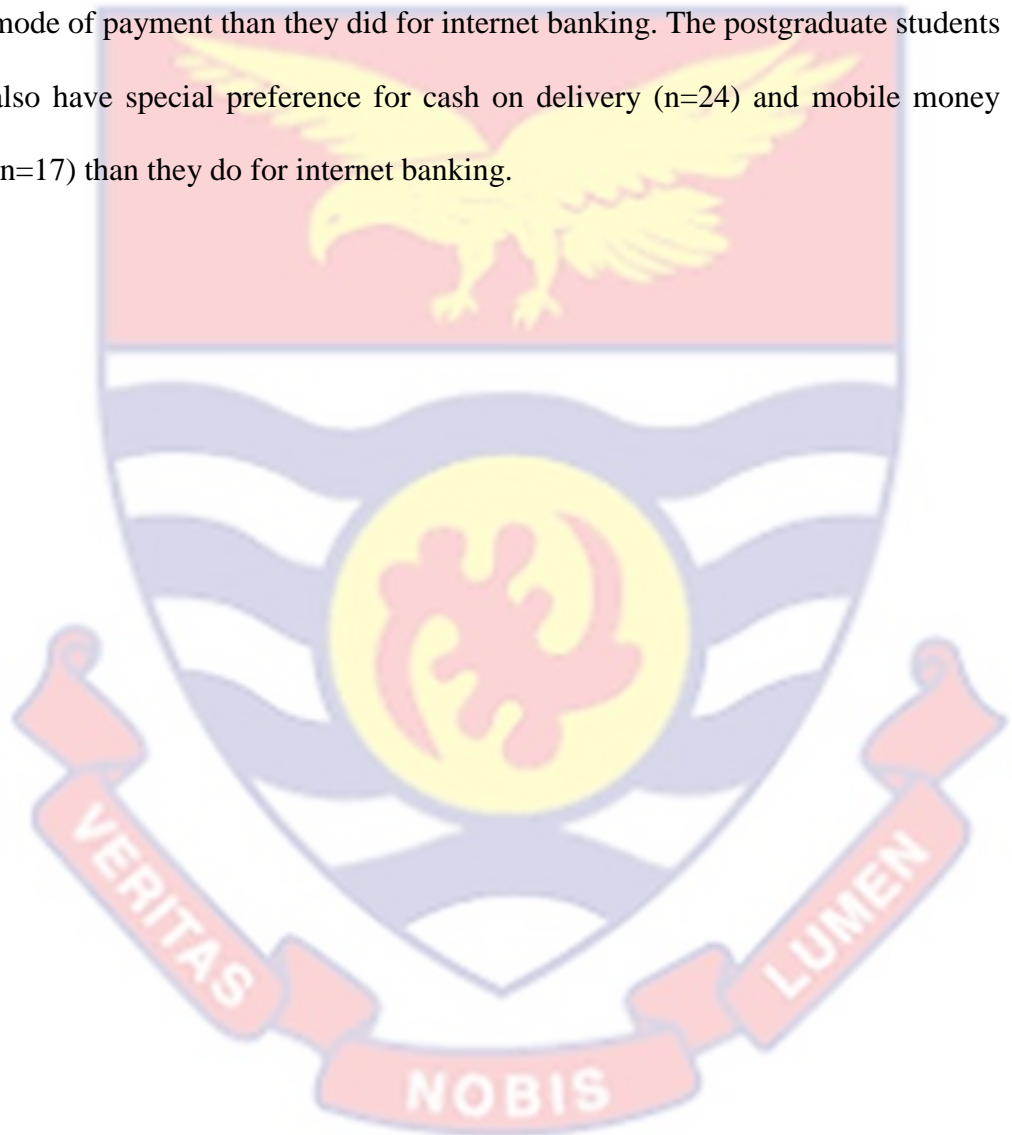 mode of payment than they did for internet banking. The postgraduate students
also have special preference for cash on delivery (n=24) and mobile money
n=17) than they do for internet banking.
VERITAS
NOBIS
LUMEN